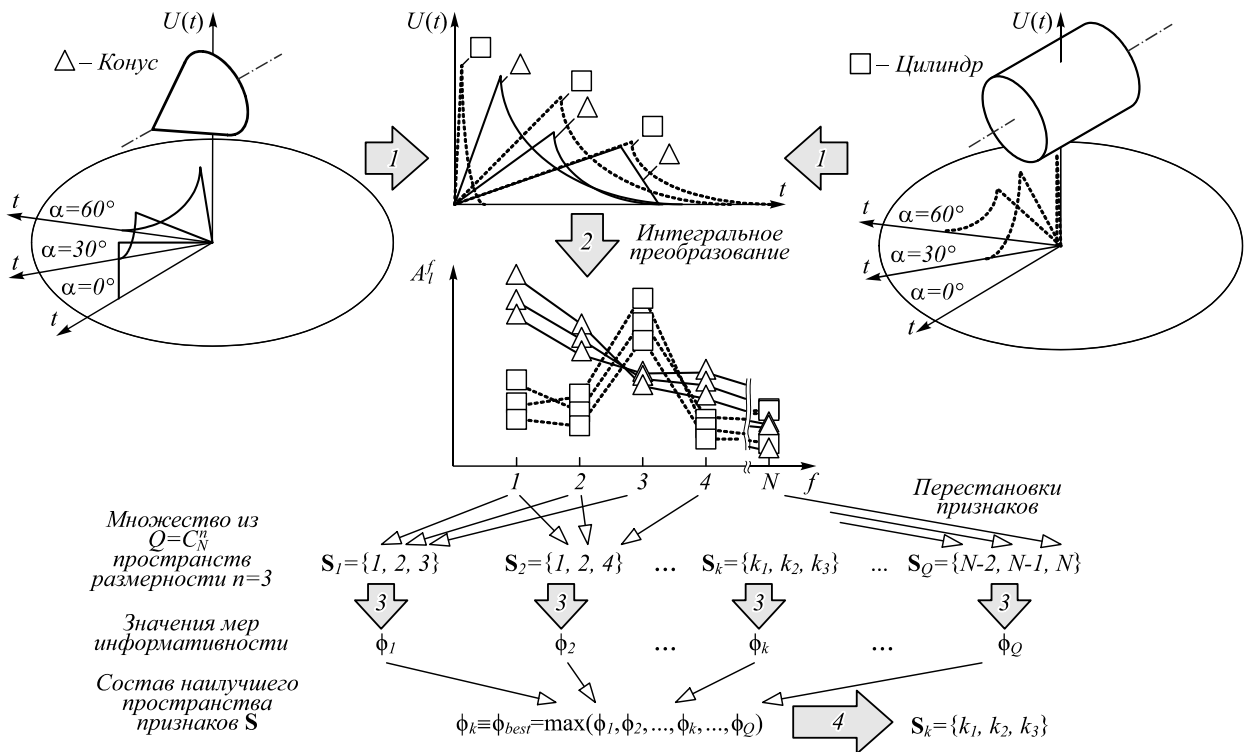 U(t)
△ – Конус
U(t)
U(t)
□ – Цилиндр
1
1
t
α=60°
t
α=30°
t
α=0°
t
α=60°
t
α=30°
t
α=0°
t
2
Интегральное
преобразование
A_l^f
1 2 3 4 N f
Перестановки
признаков
Множество из
Q=C_N^n
пространств
размерности n=3
S_1={1, 2, 3} S_2={1, 2, 4} ... S_k={k_1, k_2, k_3} ... S_Q={N-2, N-1, N}
3 3 3 3
Значения мер
информативности
ϕ_1 ϕ_2 ... ϕ_k ... ϕ_Q
Состав наилучшего
пространства
признаков S
ϕ_k≡ϕ_best=max(ϕ_1,ϕ_2,...,ϕ_k,...,ϕ_Q) 4 S_k={k_1, k_2, k_3}